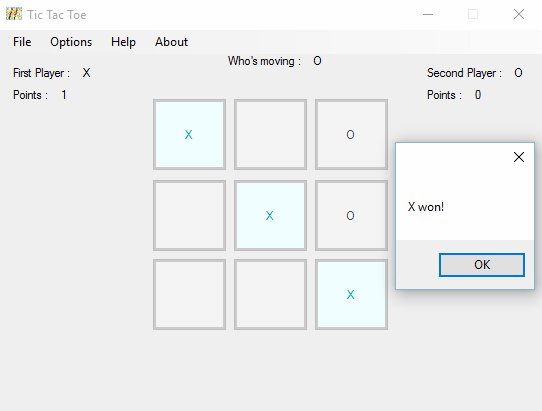 Tic Tac Toe
File Options Help About
Who's moving : O
First Player : X
Second Player : O
Points : 1
Points : 0
X O
X O
X
X won!
OK